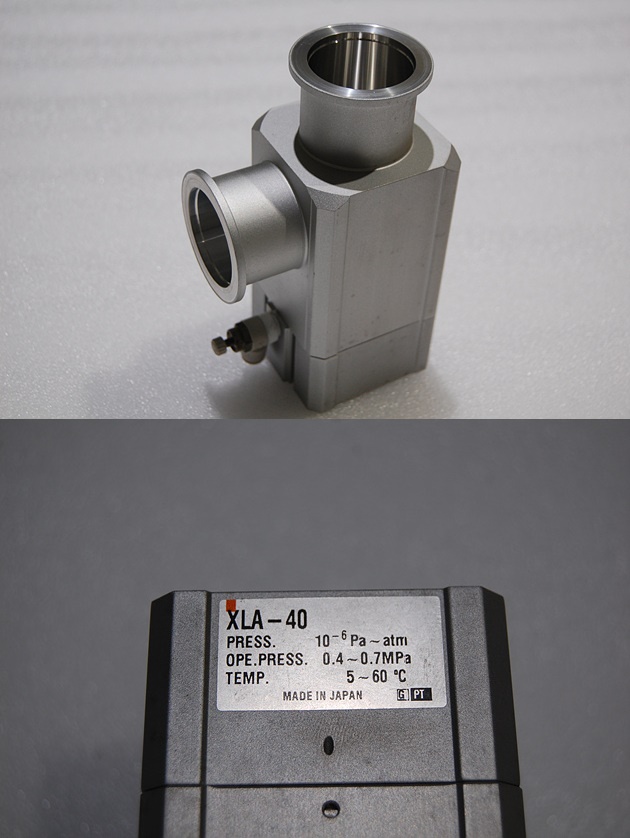 XLA-40
PRESS. 10⁻⁶ Pa~atm
OPE.PRESS. 0.4~0.7MPa
TEMP. 5~60 °C
MADE IN JAPAN PT